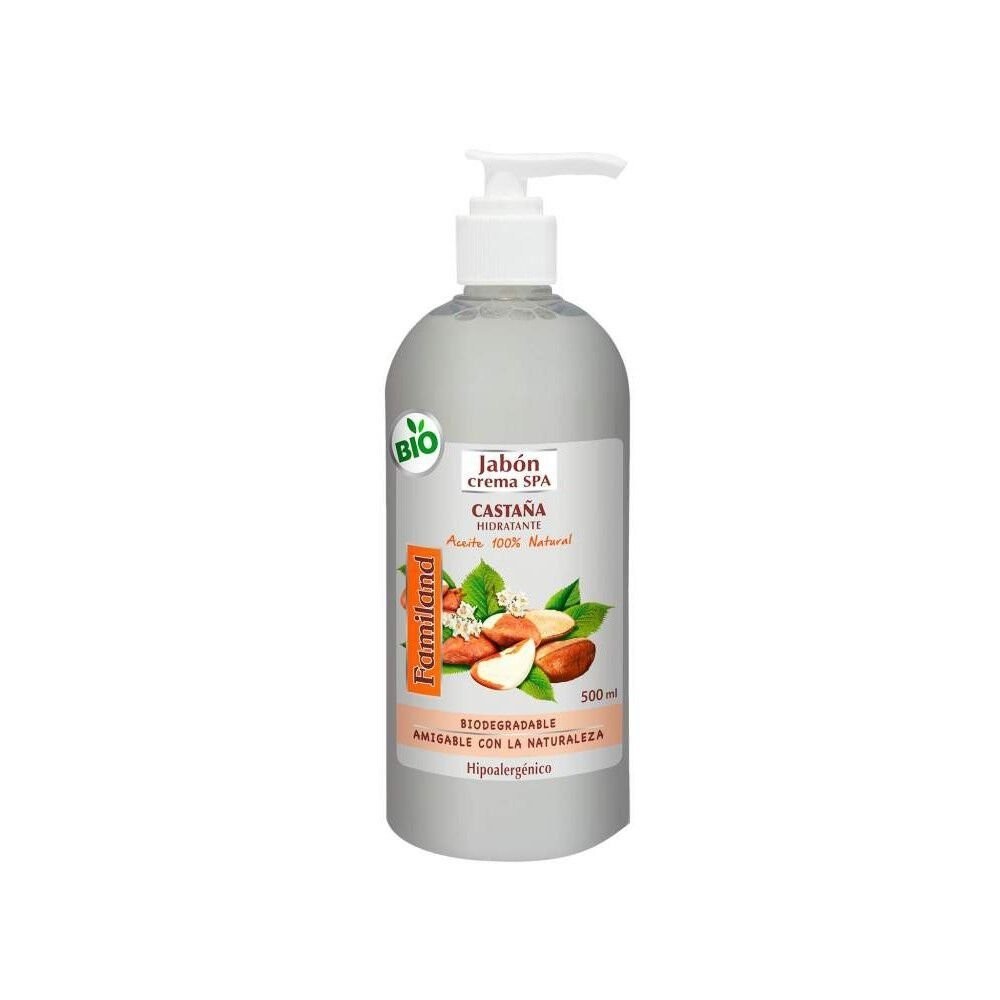 BIO
Jabón
crema SPA
CASTAÑA
HIDRATANTE
Aceite 100% Natural
Familand
500 ml
BIODEGRADABLE
AMIGABLE CON LA NATURALEZA
Hipoalergénico